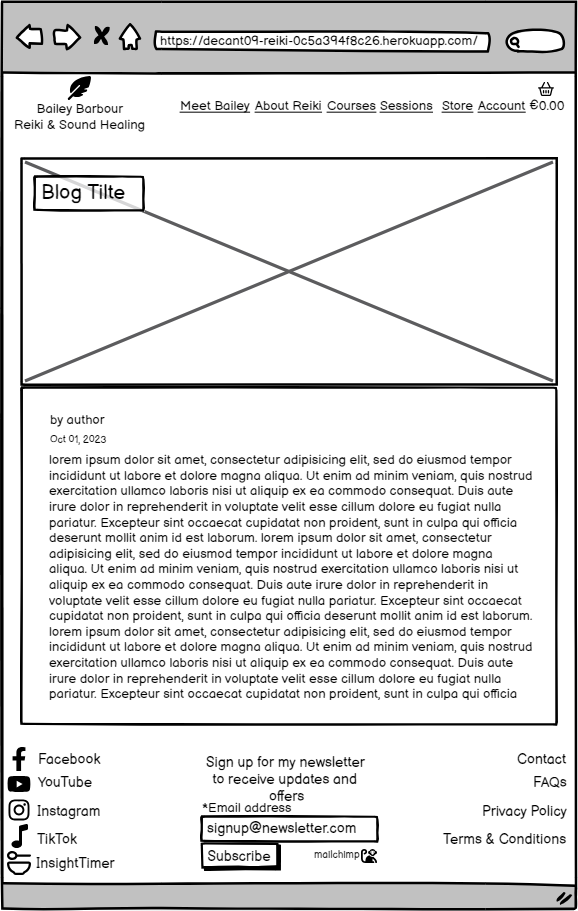 https://decant09-reiki-0c5a394f8c26.herokuapp.com/
Bailey Barbour
Reiki & Sound Healing
Meet Bailey About Reiki Courses Sessions Store Account €0.00
Blog Tilte
by author
Oct 01, 2023
lorem ipsum dolor sit amet, consectetur adipisicing elit, sed do eiusmod tempor
incididunt ut labore et dolore magna aliqua. Ut enim ad minim veniam, quis nostrud
exercitation ullamco laboris nisi ut aliquip ex ea commodo consequat. Duis aute
irure dolor in reprehenderit in voluptate velit esse cillum dolore eu fugiat nulla
pariatur. Excepteur sint occaecat cupidatat non proident, sunt in culpa qui officia
deserunt mollit anim id est laborum. lorem ipsum dolor sit amet, consectetur
adipisicing elit, sed do eiusmod tempor incididunt ut labore et dolore magna
aliqua. Ut enim ad minim veniam, quis nostrud exercitation ullamco laboris nisi ut
aliquip ex ea commodo consequat. Duis aute irure dolor in reprehenderit in
voluptate velit esse cillum dolore eu fugiat nulla pariatur. Excepteur sint occaecat
cupidatat non proident, sunt in culpa qui officia deserunt mollit anim id est laborum.
lorem ipsum dolor sit amet, consectetur adipisicing elit, sed do eiusmod tempor
incididunt ut labore et dolore magna aliqua. Ut enim ad minim veniam, quis nostrud
exercitation ullamco laboris nisi ut aliquip ex ea commodo consequat. Duis aute
irure dolor in reprehenderit in voluptate velit esse cillum dolore eu fugiat nulla
pariatur. Excepteur sint occaecat cupidatat non proident, sunt in culpa qui officia
Facebook
YouTube
Instagram
TikTok
InsightTimer
Sign up for my newsletter
to receive updates and
offers
*Email address
signup@newsletter.com
Subscribe
mailchimp
Contact
FAQs
Privacy Policy
Terms & Conditions